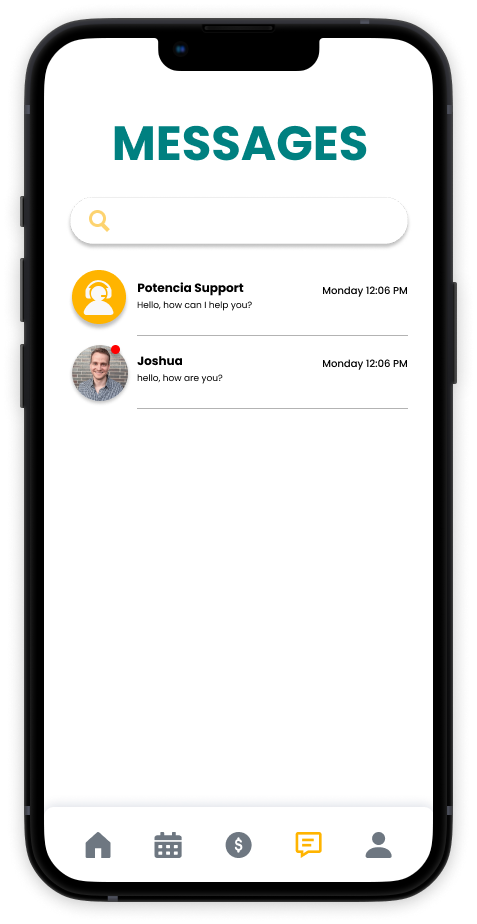 MESSAGES
Potencia Support
Monday 12:06 PM
Hello, how can I help you?
Joshua
Monday 12:06 PM
hello, how are you?
$